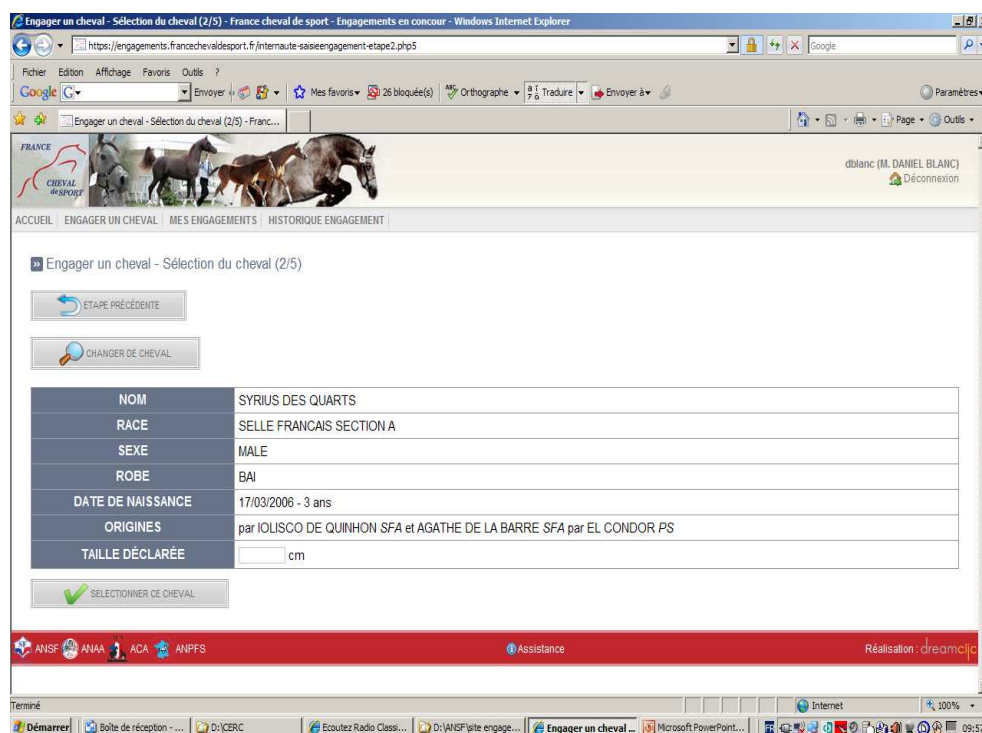 Engager un cheval - Sélection du cheval (2/5) - France cheval de sport - Engagements en concour - Windows Internet Explorer
https://engagements.francechevaldesport.fr/internaute-saisieengagement-etape2.php5
Google
Fichier Edition Affichage Favoris Outils ?
Google G Envoyer Mes favoris 26 bloquée(s) Orthographe Traduire Envoyer à Paramètres
Engager un cheval - Sélection du cheval (2/5) - Franc... Page Outils
FRANCE
CHEVAL
de SPORT
dblanc (M. DANIEL BLANC)
Déconnexion
ACCUEIL ENGAGER UN CHEVAL MES ENGAGEMENTS HISTORIQUE ENGAGEMENT
Engager un cheval - Sélection du cheval (2/5)
ETAPE PRÉCÉDENTE
CHANGER DE CHEVAL
NOM SYRIUS DES QUARTS
RACE SELLE FRANCAIS SECTION A
SEXE MALE
ROBE BAI
DATE DE NAISSANCE 17/03/2006 - 3 ans
ORIGINES par IOLISCO DE QUINHON SFA et AGATHE DE LA BARRE SFA par EL CONDOR PS
TAILLE DÉCLARÉE cm
SELECTIONNER CE CHEVAL
ANSF ANAA ACA ANPFS Assistance Réalisation : dreamclic
Terminé Internet 100%
Démarrer Boîte de réception - ... D:\CERC Ecoutez Radio Classi... D:\ANSF\site engage... Engager un cheval ... Microsoft PowerPoint... FR 09:57